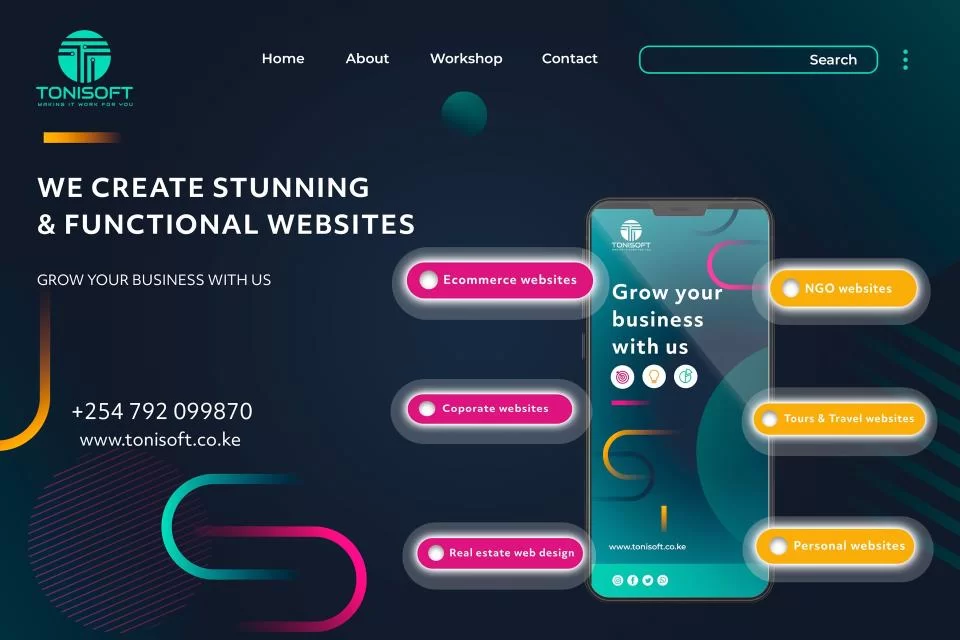 TONISOFT
MAKING IT WORK FOR YOU
Home
About
Workshop
Contact
Search
WE CREATE STUNNING
& FUNCTIONAL WEBSITES
GROW YOUR BUSINESS WITH US
+254 792 099870
www.tonisoft.co.ke
Ecommerce websites
Coporate websites
Real estate web design
TONISOFT
Grow your
business
with us
www.tonisoft.co.ke
NGO websites
Tours & Travel websites
Personal websites